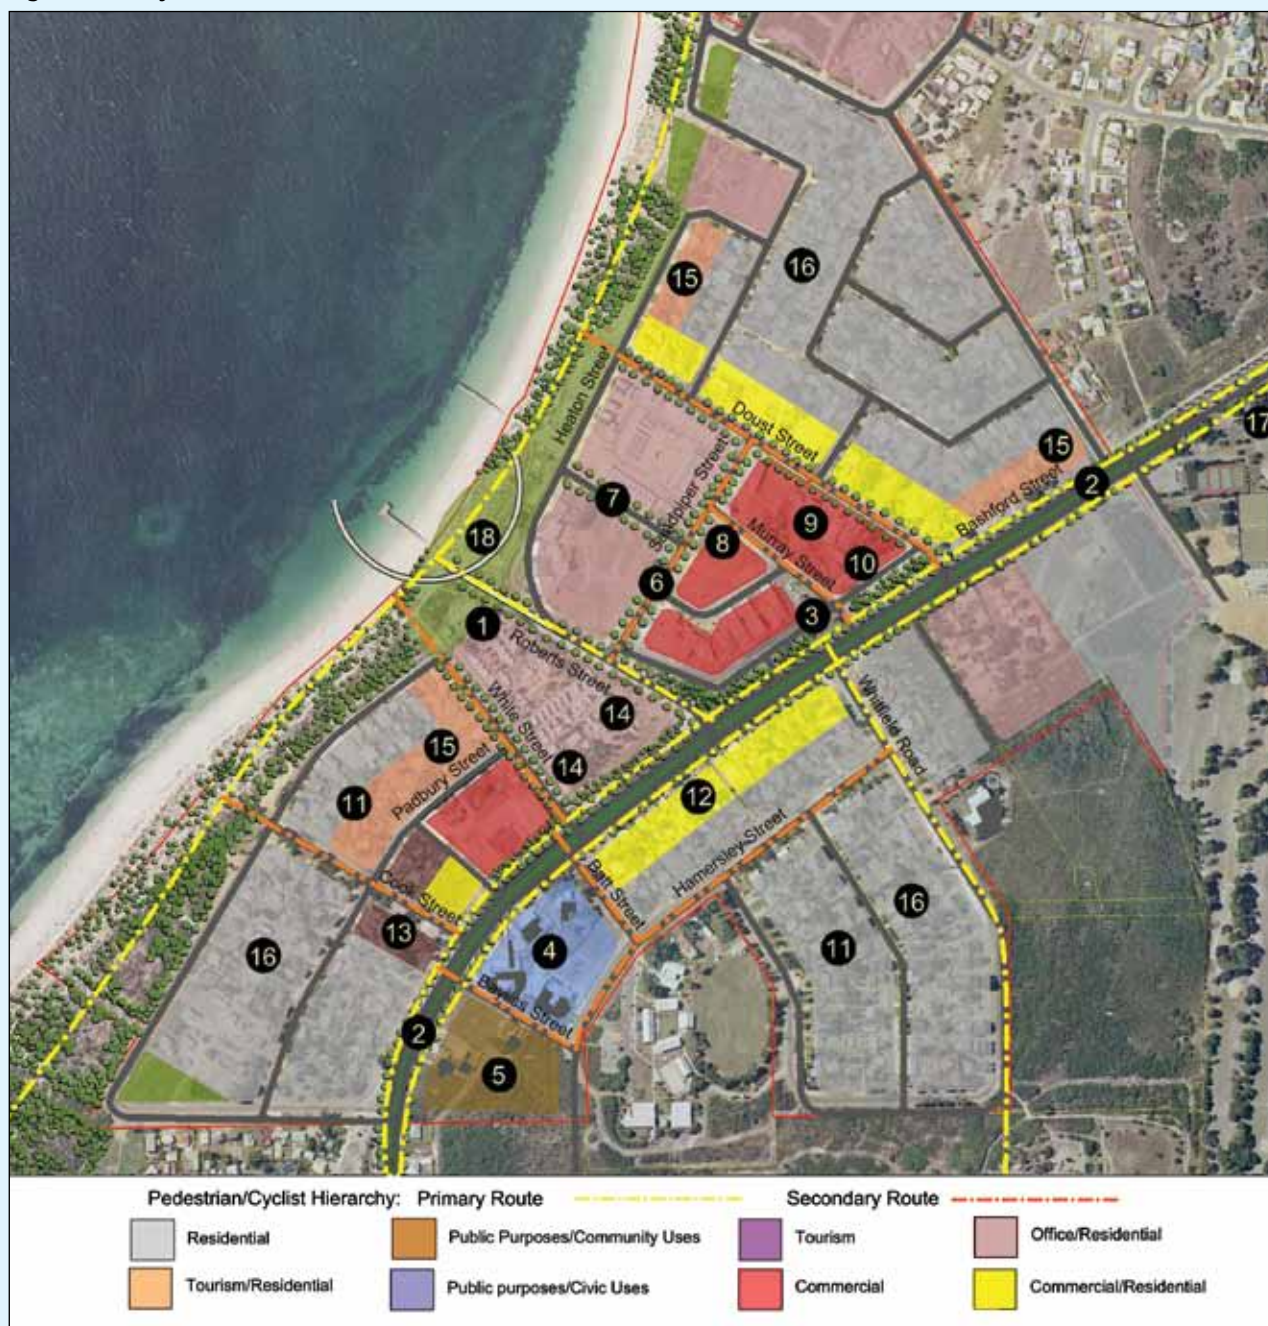 16
15
17
15
Heaton Street
Doust Street
2
Bashford Street
Sandpiper Street
9
7
18
8
Murray Street
10
6
3
1
Roberts Street
White Street
14
Whitfield Road
15
14
Padbury Street
11
12
Hamersley Street
Cook Street
Batt Street
16
13
4
11
16
Bayliss Street
2
5
Pedestrian/Cyclist Hierarchy: Primary Route Secondary Route
Residential Public Purposes/Community Uses Tourism Office/Residential
Tourism/Residential Public purposes/Civic Uses Commercial Commercial/Residential